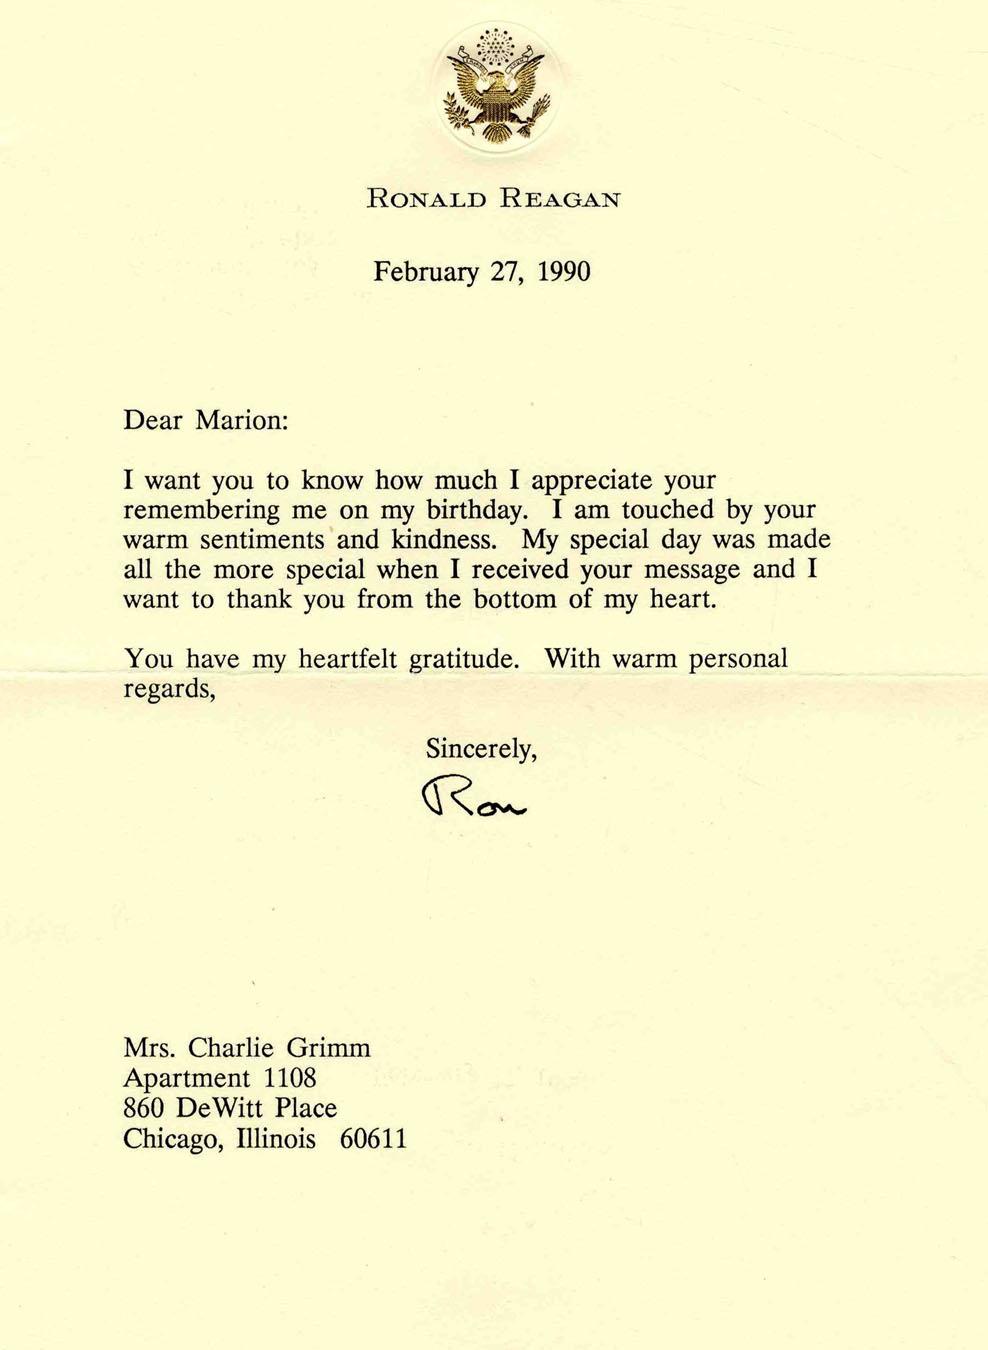 RONALD REAGAN
February 27, 1990
Dear Marion:
I want you to know how much I appreciate your
remembering me on my birthday. I am touched by your
warm sentiments and kindness. My special day was made
all the more special when I received your message and I
want to thank you from the bottom of my heart.
You have my heartfelt gratitude. With warm personal
regards,
Sincerely,
Ron
Mrs. Charlie Grimm
Apartment 1108
860 DeWitt Place
Chicago, Illinois 60611